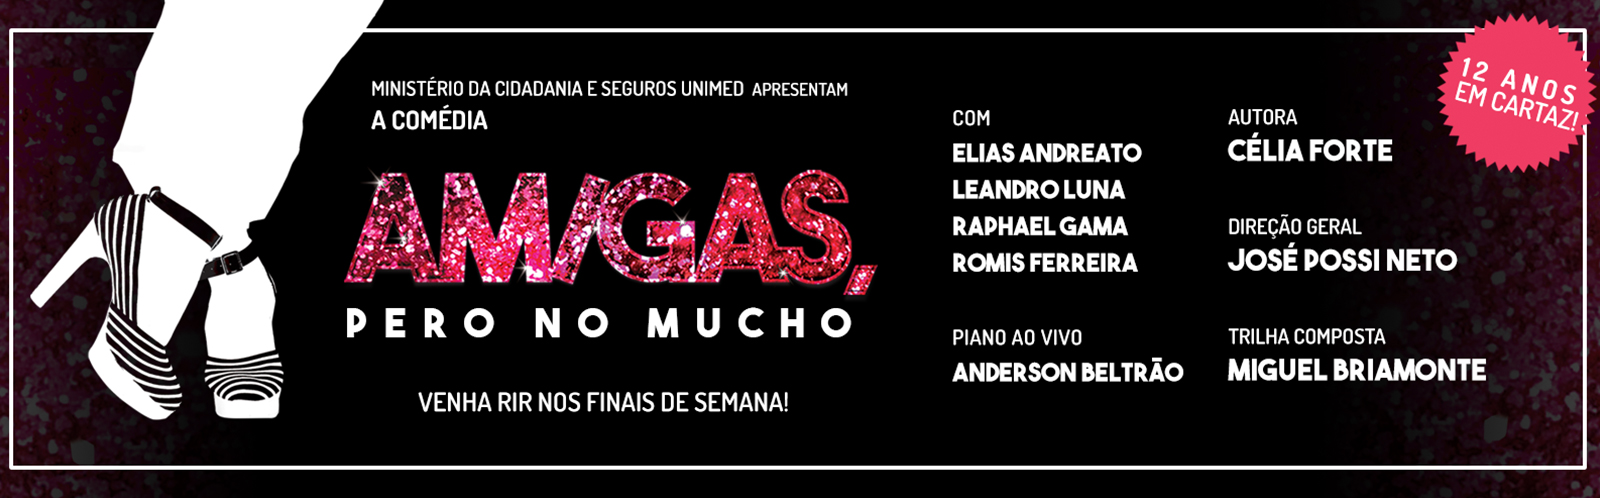 MINISTÉRIO DA CIDADANIA E SEGUROS UNIMED APRESENTAM
A COMÉDIA
AMIGAS,
PERO NO MUCHO
VENHA RIR NOS FINAIS DE SEMANA!
COM
ELIAS ANDREATO
LEANDRO LUNA
RAPHAEL GAMA
ROMIS FERREIRA
PIANO AO VIVO
ANDERSON BELTRÃO
AUTORA
CÉLIA FORTE
DIREÇÃO GERAL
JOSÉ POSSI NETO
TRILHA COMPOSTA
MIGUEL BRIAMONTE
12 ANOS
EM CARTAZ!